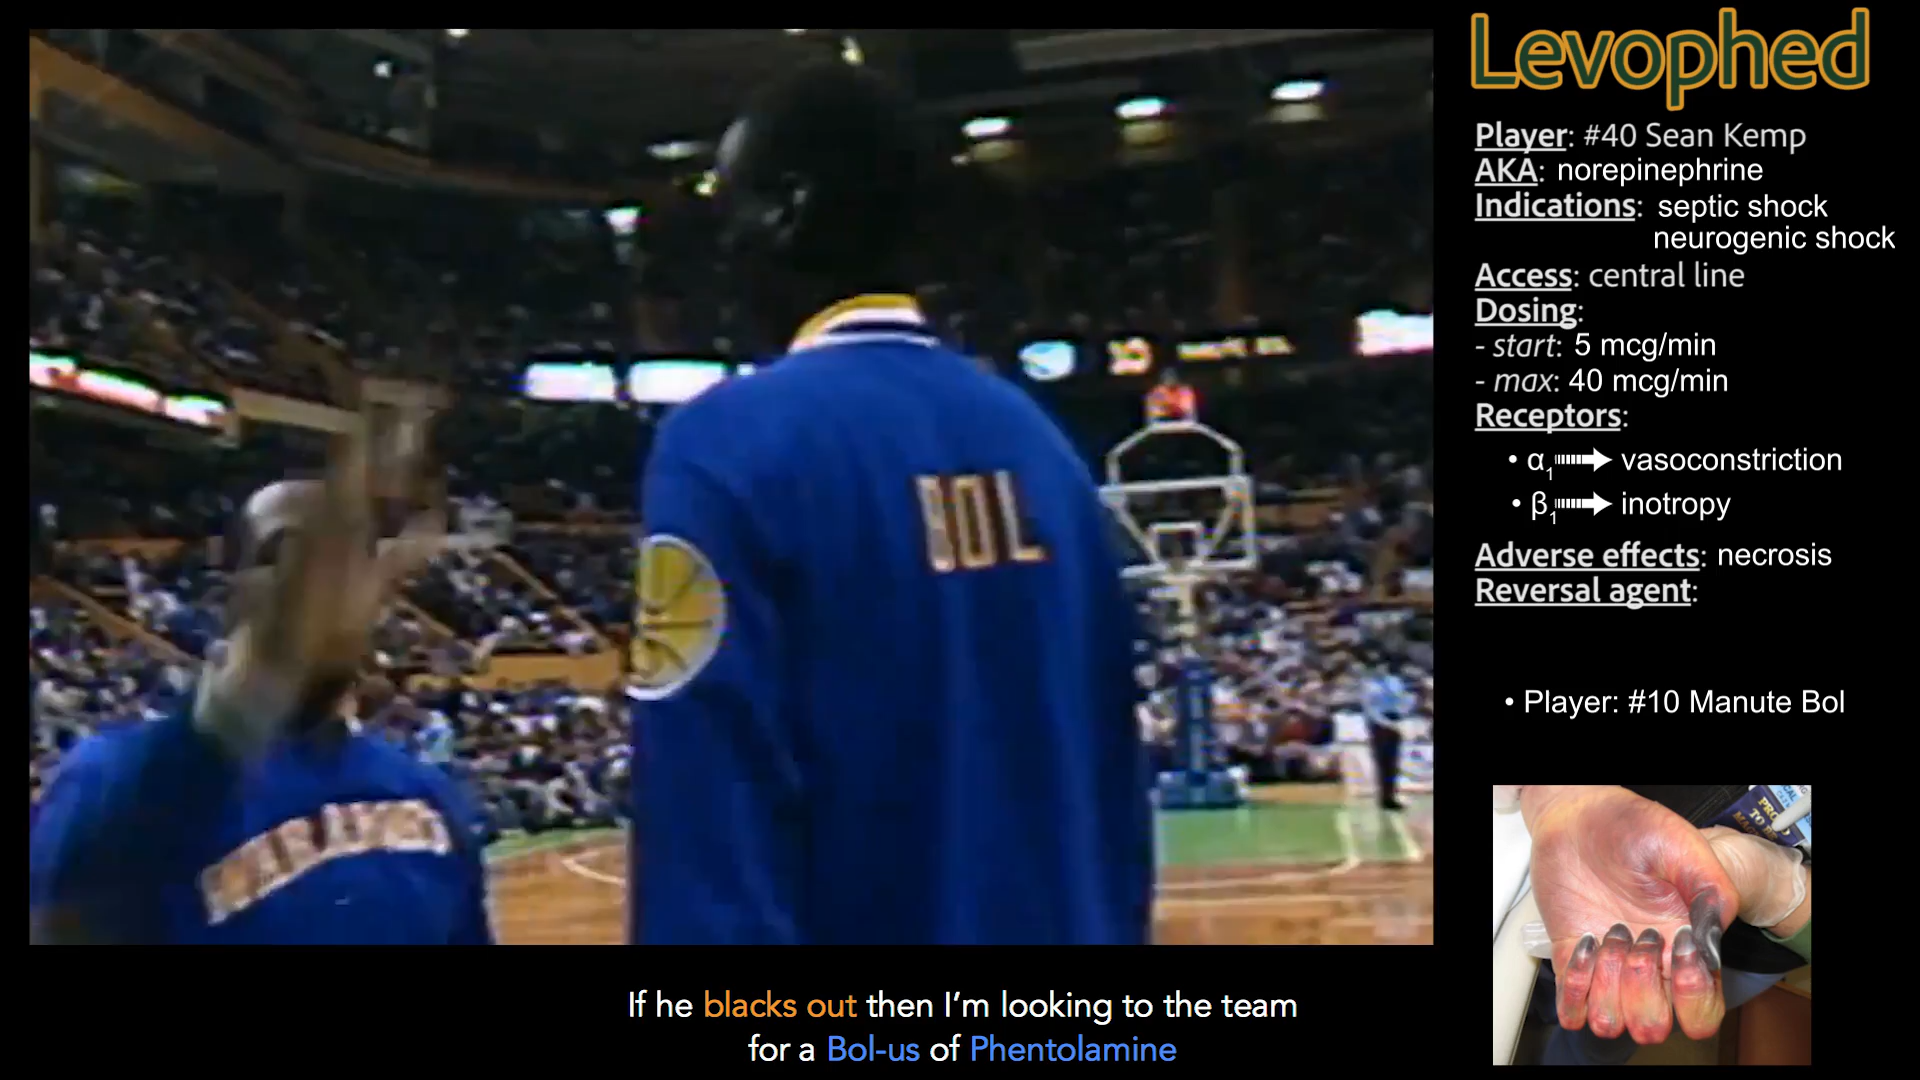 Levophed
Player: #40 Sean Kemp
AKA: norepinephrine
Indications: septic shock
neurogenic shock
Access: central line
Dosing:
- start: 5 mcg/min
- max: 40 mcg/min
Receptors:
• α1 → vasoconstriction
• β1 → inotropy
Adverse effects: necrosis
Reversal agent:
• Player: #10 Manute Bol
BOL
If he blacks out then I'm looking to the team
for a Bol-us of Phentolamine